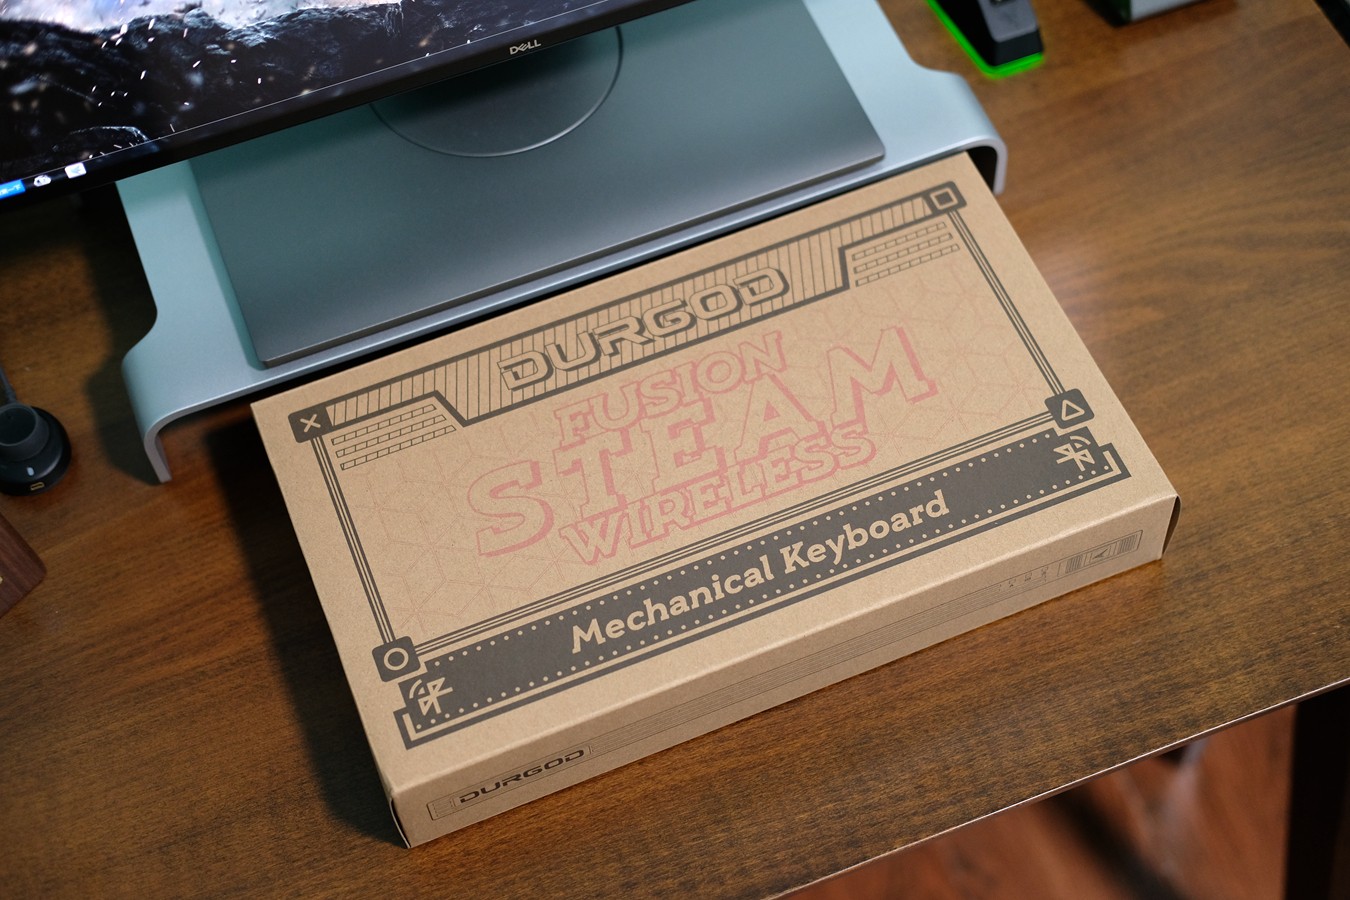 DELL
DURGOD
FUSION
STEAM
WIRELESS
Mechanical Keyboard
DURGOD